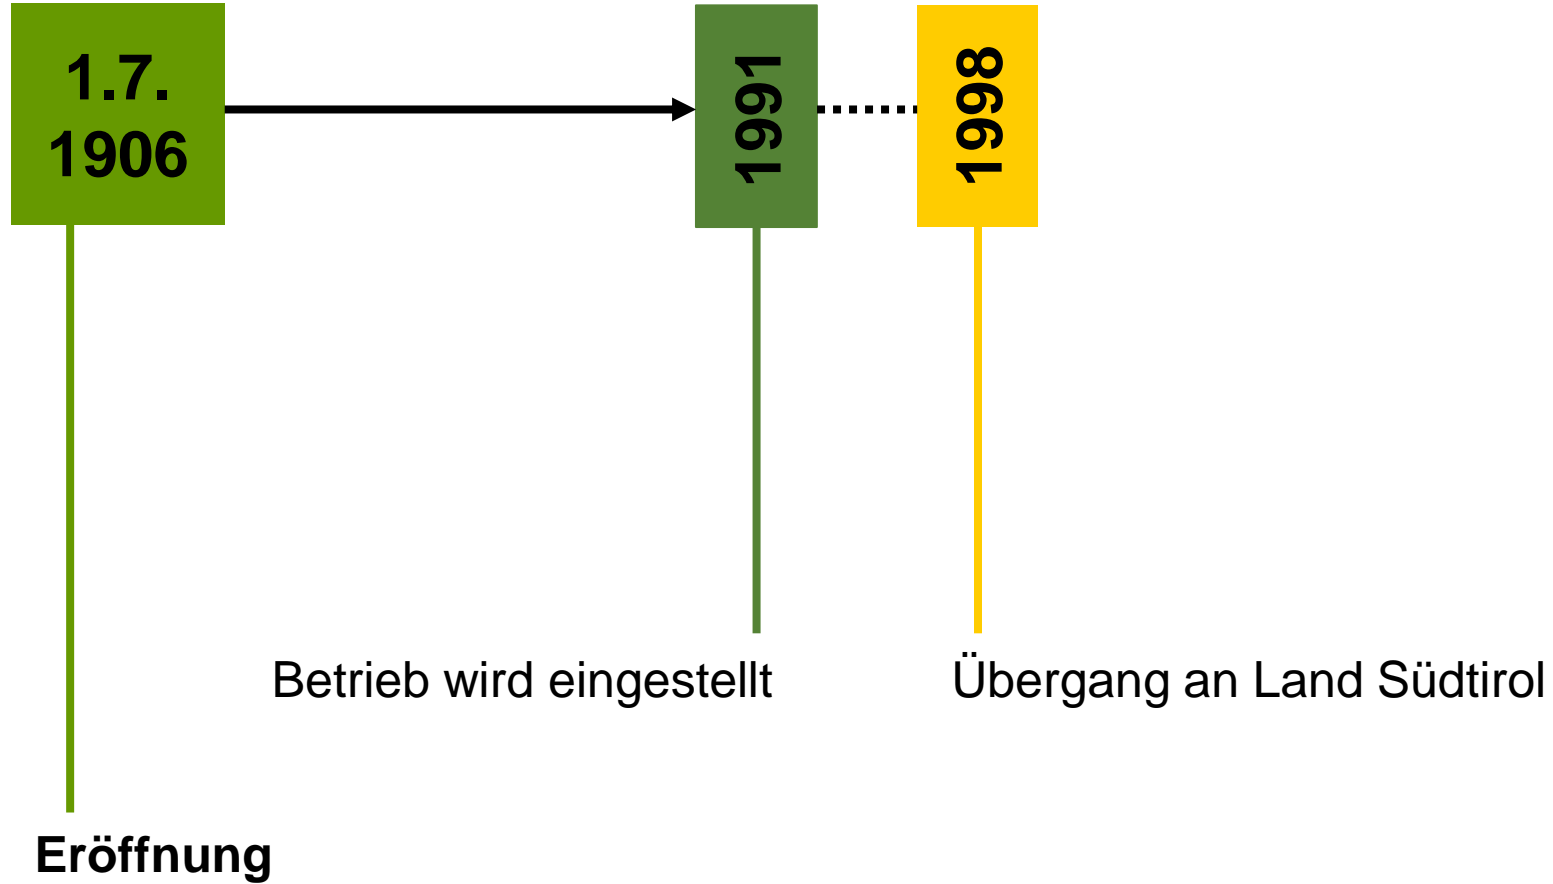 1.7.
1906
1991
1998
Betrieb wird eingestellt
Übergang an Land Südtirol
Eröffnung